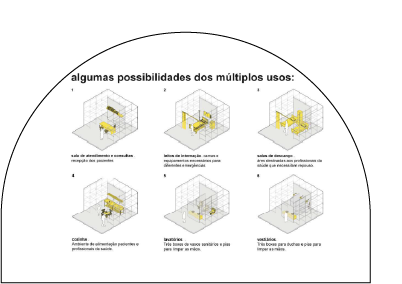 algumas possibilidades dos múltiplos usos:
1
2
3
sala de atendimento e consultas
recepção dos pacientes
leitos de internação, camas e
equipamentos necessários para
diferentes emergências.
salas de descanso
área destinadas aos profissionais da
saúde que necessitem repouso.
4
5
6
cozinha
Ambiente de alimentação pacientes e
profissionais da saúde.
lavatórios
Três boxes de vasos sanitários e pias
para limpar as mãos.
vestiários
Três boxes para duchas e pias para
limpar as mãos.